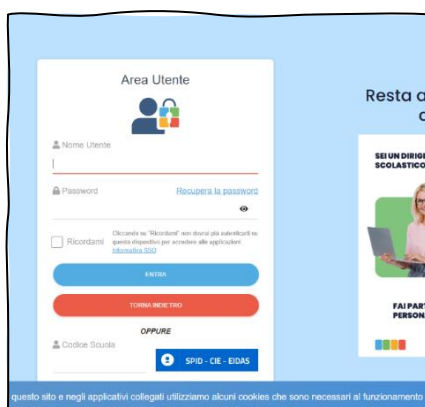 Area Utente
Nome Utente
Password Recupera la password
Ricordami
Cliccando su "Ricordami" non dovrai più autenticarti su
questo dispositivo per accedere alle applicazioni
Informativa SSO
ENTRA
TORNA INDIETRO
OPPURE
Codice Scuola
SPID - CIE - EIDAS
Resta a
SEI UN DIRIGE
SCOLASTICO
FAI PAR
PERSON
questo sito e negli applicativi collegati utilizziamo alcuni cookies che sono necessari al funzionamento